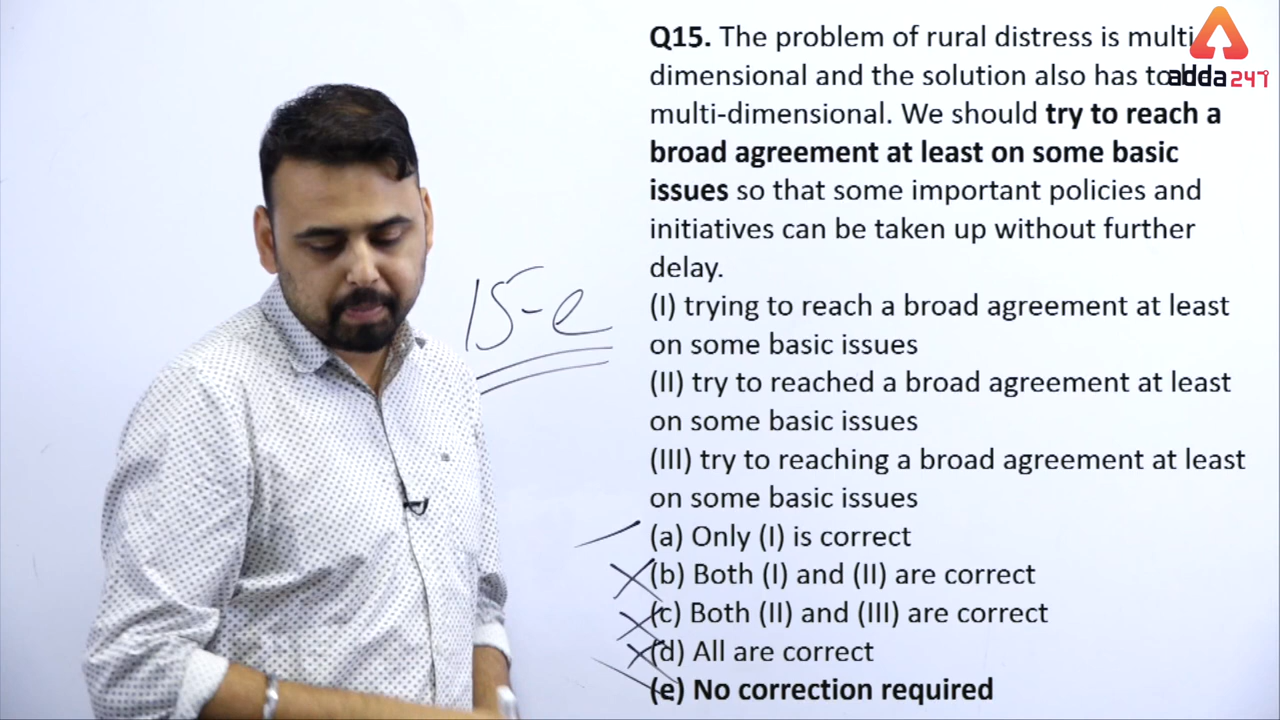 Q15. The problem of rural distress is multi
dimensional and the solution also has to
multi-dimensional. We should try to reach a
broad agreement at least on some basic
issues so that some important policies and
initiatives can be taken up without further
delay.
(I) trying to reach a broad agreement at least
on some basic issues
(II) try to reached a broad agreement at least
on some basic issues
(III) try to reaching a broad agreement at least
on some basic issues
(a) Only (I) is correct
(b) Both (I) and (II) are correct
(c) Both (II) and (III) are correct
(d) All are correct
(e) No correction required
adda247
15-e